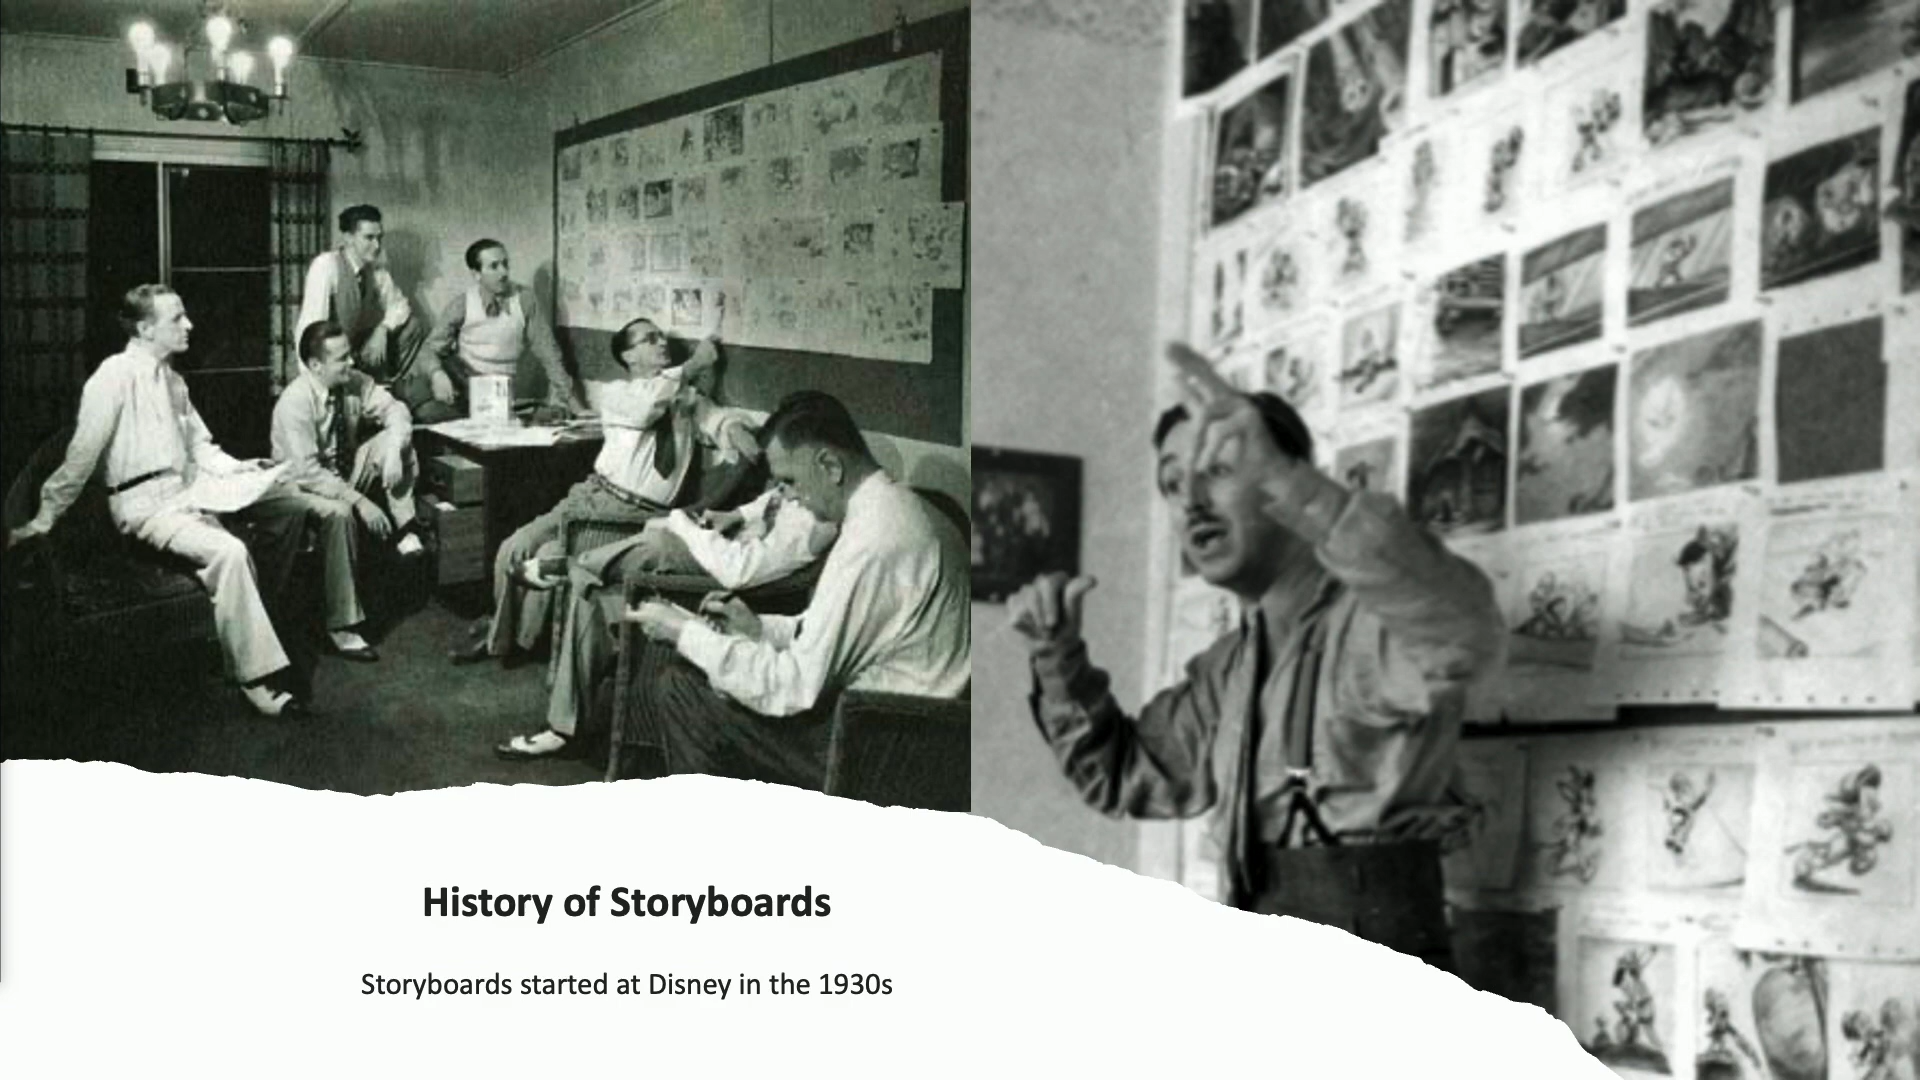 History of Storyboards
Storyboards started at Disney in the 1930s